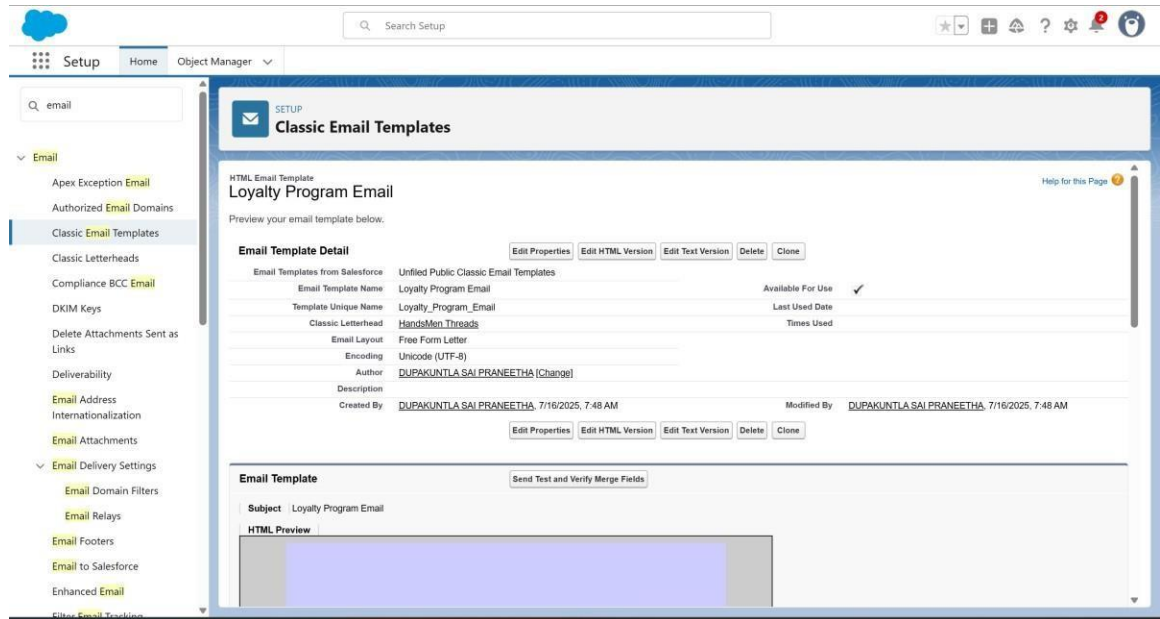 Search Setup
2
Setup
Home
Object Manager
email
Email
Apex Exception Email
Authorized Email Domains
Classic Email Templates
Classic Letterheads
Compliance BCC Email
DKIM Keys
Delete Attachments Sent as
Links
Deliverability
Email Address
Internationalization
Email Attachments
Email Delivery Settings
Email Domain Filters
Email Relays
Email Footers
Email to Salesforce
Enhanced Email
Filter Email Tracking
SETUP
Classic Email Templates
HTML Email Template
Loyalty Program Email
Help for this Page ?
Preview your email template below.
Email Template Detail Edit Properties Edit HTML Version Edit Text Version Delete Clone
Email Templates from Salesforce Unfiled Public Classic Email Templates
Email Template Name Loyalty Program Email Available For Use ✓
Template Unique Name Loyalty_Program_Email Last Used Date
Classic Letterhead HandsMen Threads Times Used
Email Layout Free Form Letter
Encoding Unicode (UTF-8)
Author DUPAKUNTLA SAI PRANEETHA [Change]
Description
Created By DUPAKUNTLA SAI PRANEETHA, 7/16/2025, 7:48 AM Modified By DUPAKUNTLA SAI PRANEETHA, 7/16/2025, 7:48 AM
Edit Properties Edit HTML Version Edit Text Version Delete Clone
Email Template Send Test and Verify Merge Fields
Subject Loyalty Program Email
HTML Preview